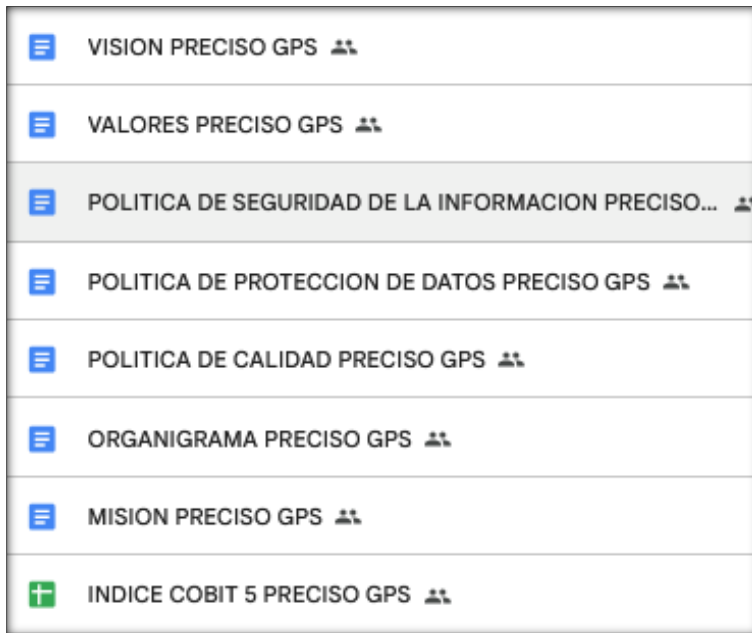 VISION PRECISO GPS
VALORES PRECISO GPS
POLITICA DE SEGURIDAD DE LA INFORMACION PRECISO...
POLITICA DE PROTECCION DE DATOS PRECISO GPS
POLITICA DE CALIDAD PRECISO GPS
ORGANIGRAMA PRECISO GPS
MISION PRECISO GPS
INDICE COBIT 5 PRECISO GPS